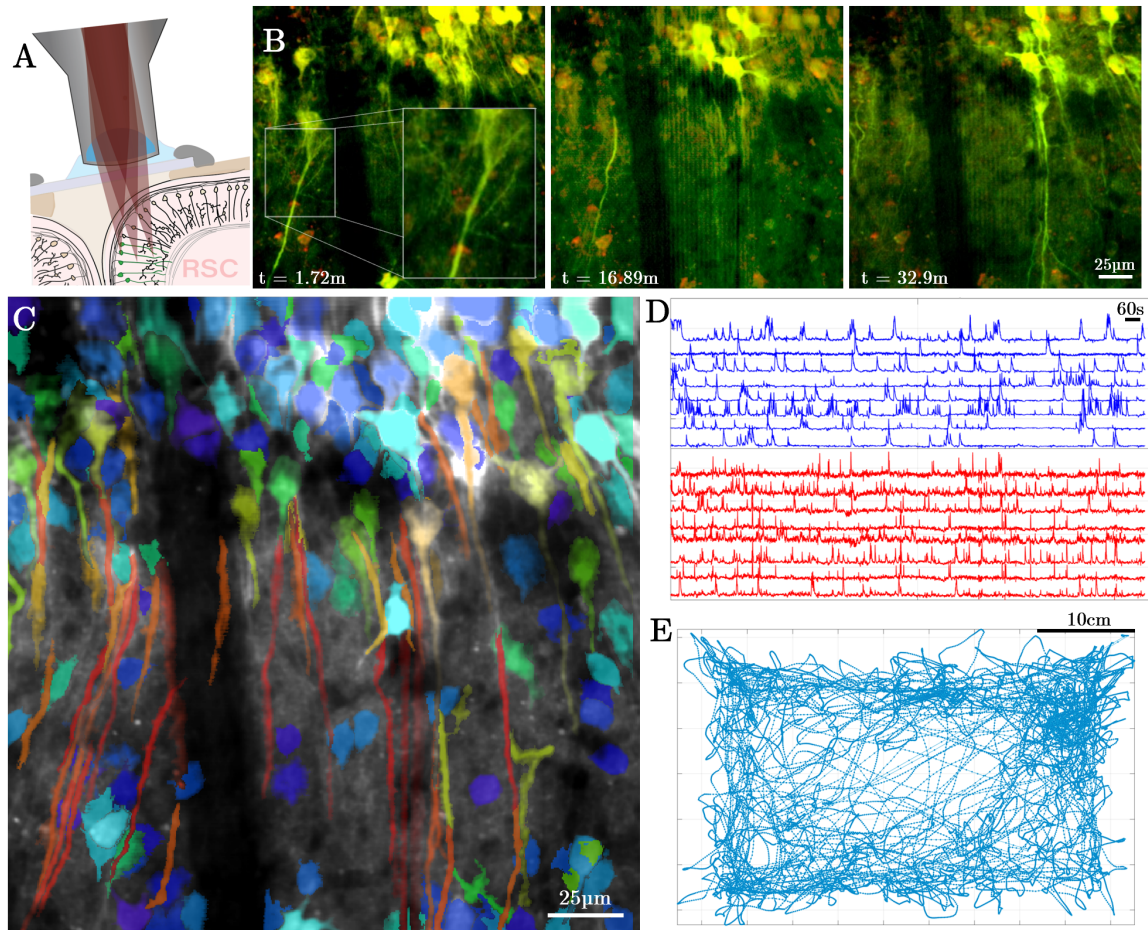 A
RSC
B
t = 1.72m
t = 16.89m
t = 32.9m
25μm
C
25μm
D
60s
E
10cm